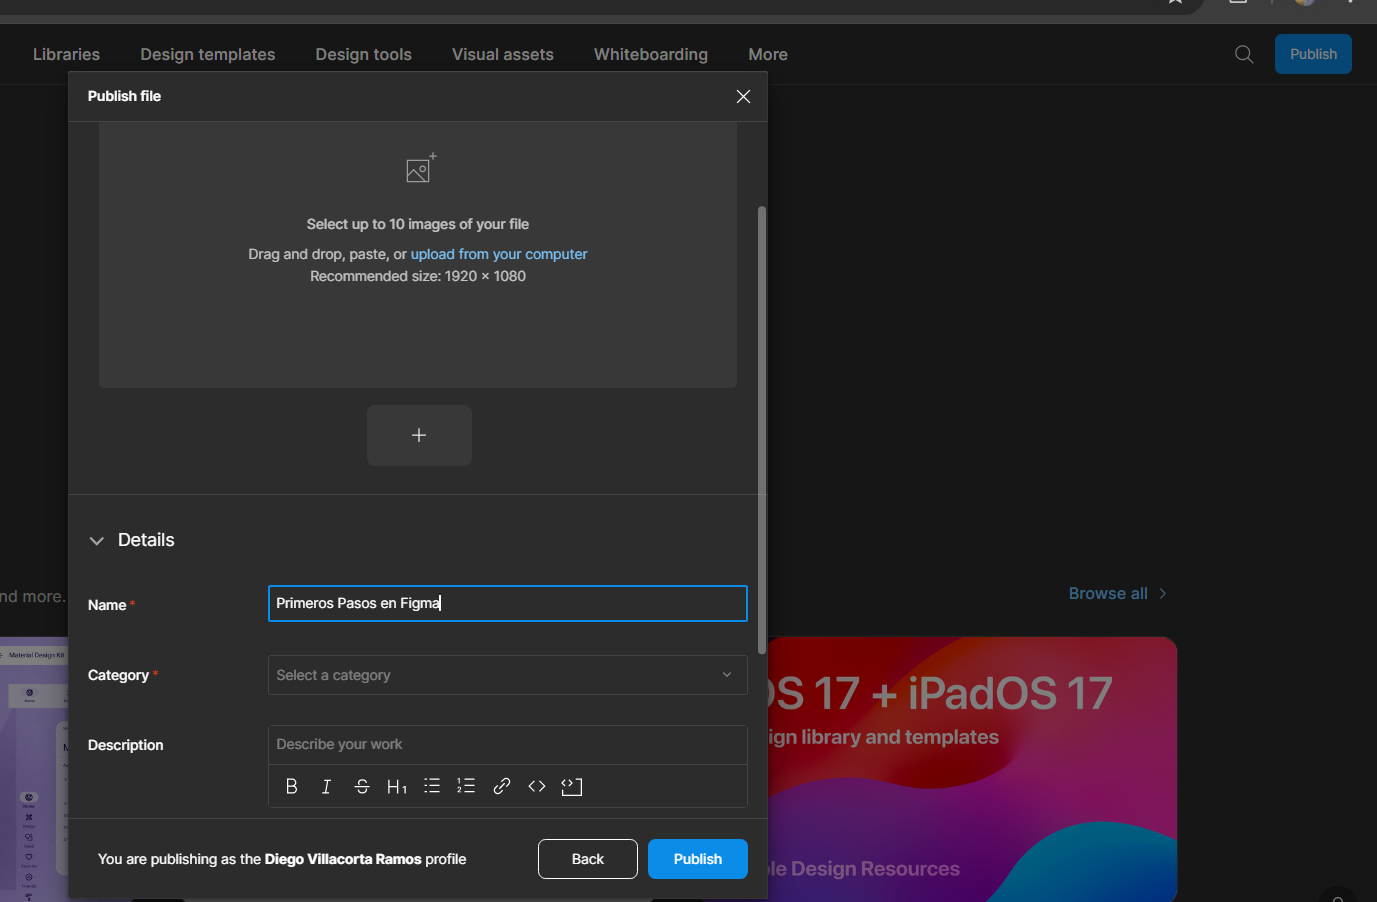 Libraries
Design templates
Design tools
Visual assets
Whiteboarding
More
Publish
Publish file
Select up to 10 images of your file
Drag and drop, paste, or upload from your computer
Recommended size: 1920 × 1080
Details
Name *
Primeros Pasos en Figma
nd more.
Browse all
Material Design Kit
Category *
Select a category
OS 17 + iPadOS 17
ign library and templates
Description
Describe your work
B I S H1
You are publishing as the Diego Villacorta Ramos profile
Back
Publish
le Design Resources